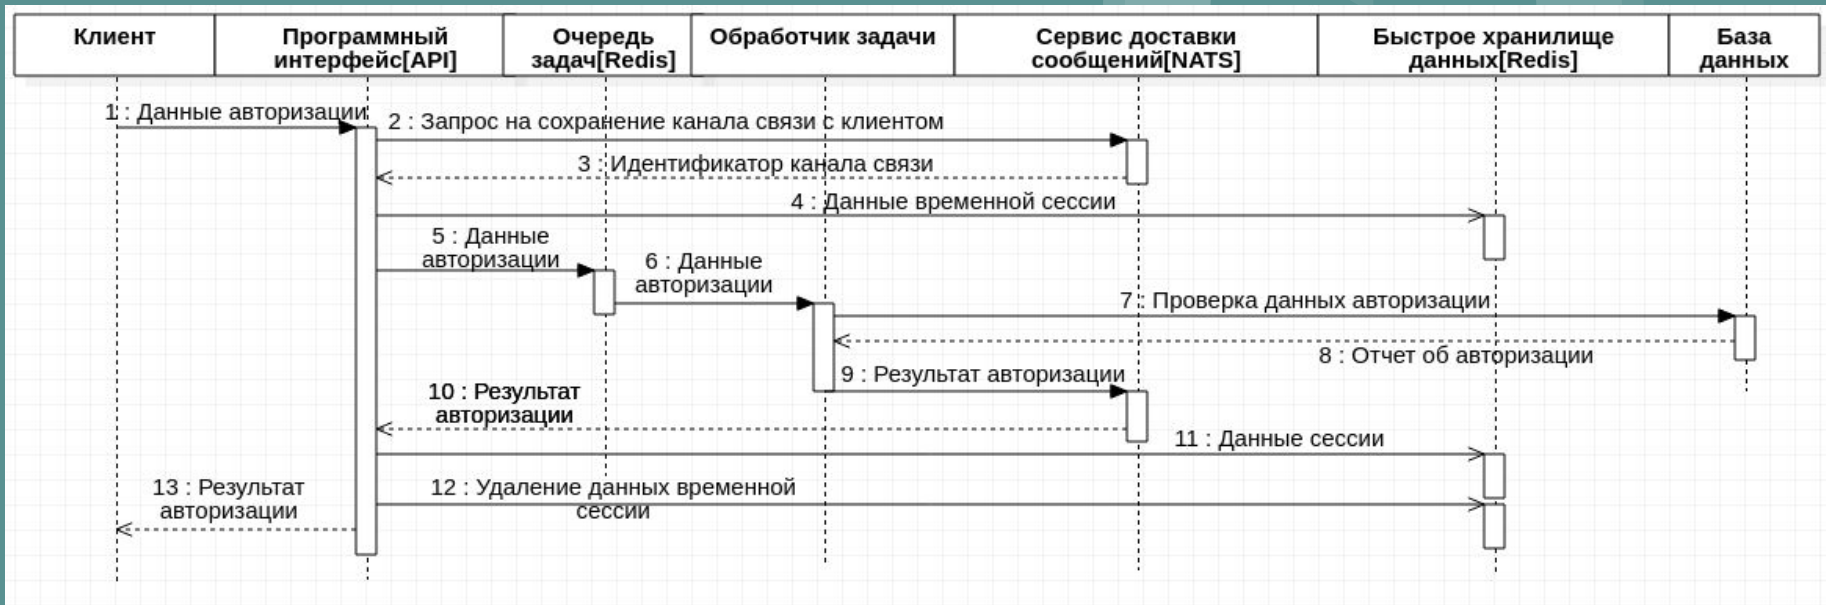 Клиент
Программный
интерфейс[API]
Очередь
задач[Redis]
Обработчик задачи
Сервис доставки
сообщений[NATS]
Быстрое хранилище
данных[Redis]
База
данных
1 : Данные авторизации
2 : Запрос на сохранение канала связи с клиентом
3 : Идентификатор канала связи
4 : Данные временной сессии
5 : Данные
авторизации
6 : Данные
авторизации
7 : Проверка данных авторизации
8 : Отчет об авторизации
9 : Результат авторизации
10 : Результат
авторизации
11 : Данные сессии
12 : Удаление данных временной
сессии
13 : Результат
авторизации